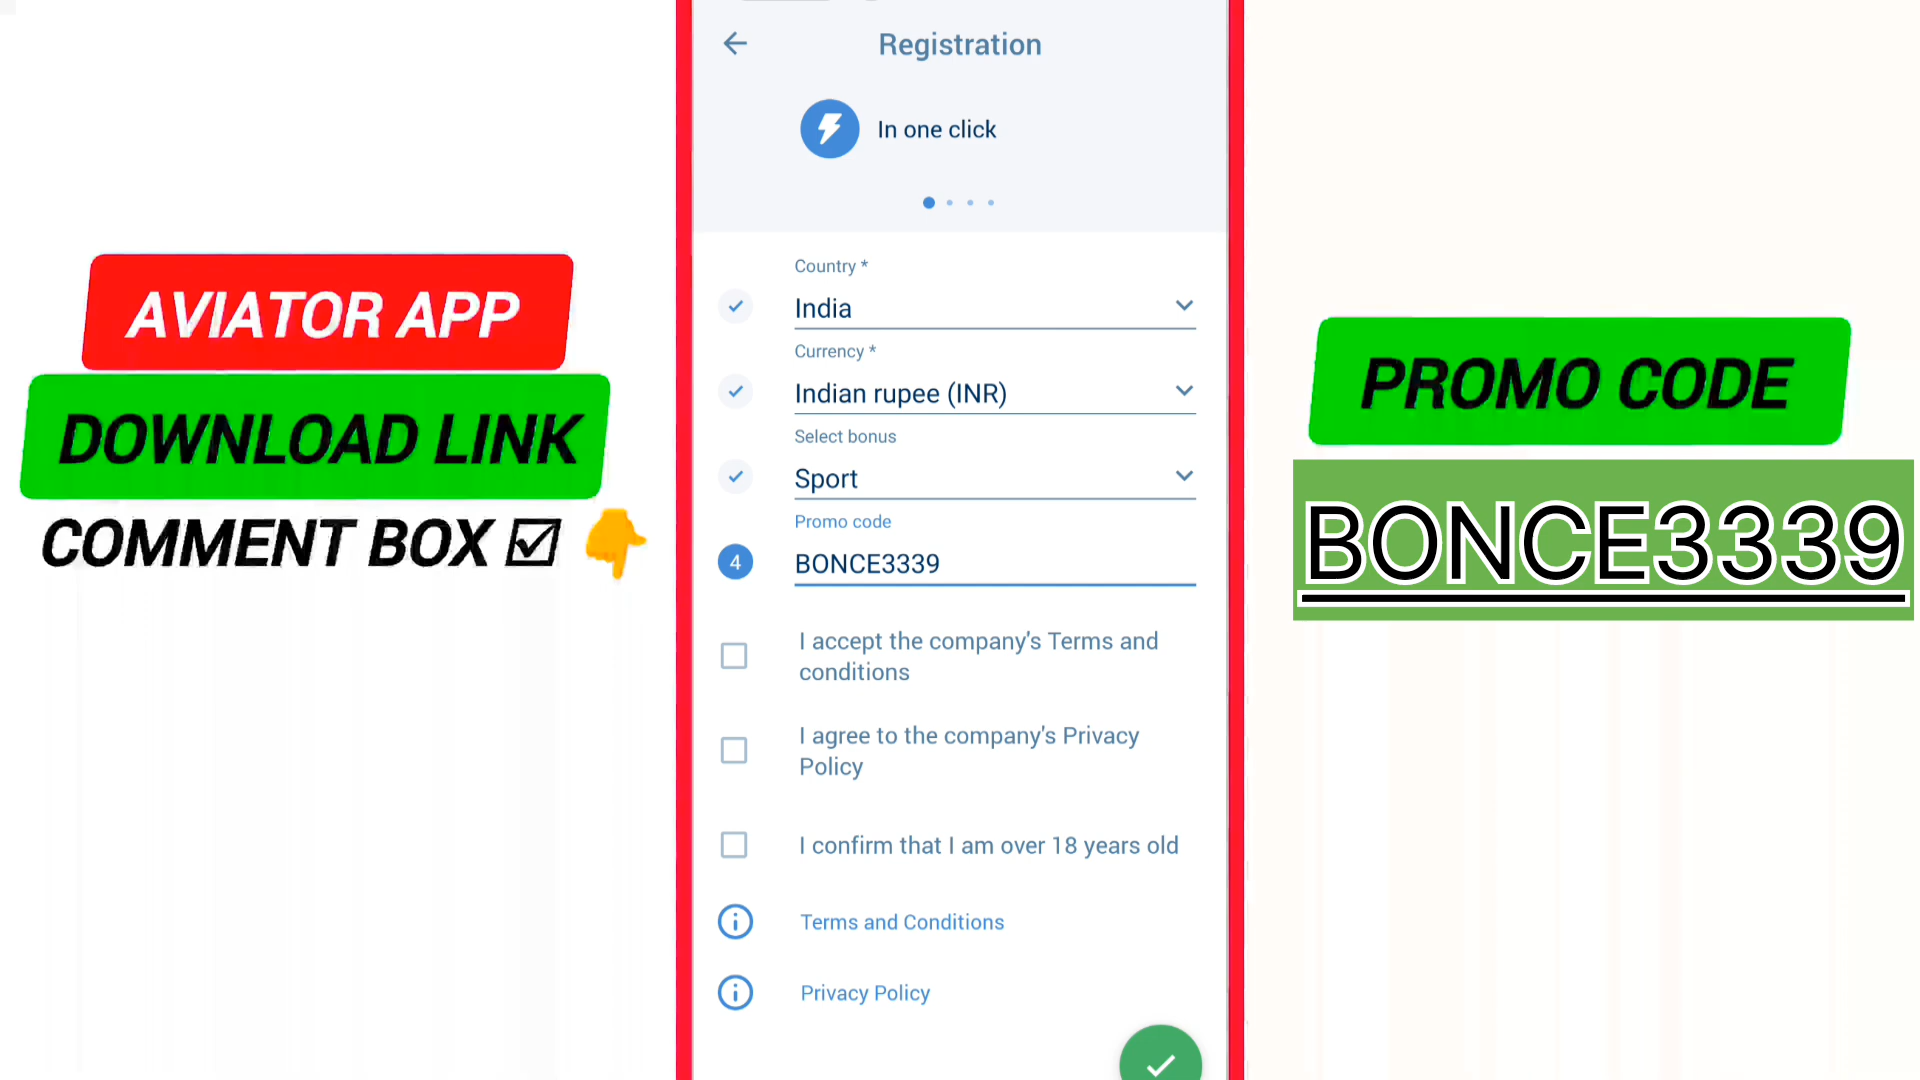 AVIATOR APP
DOWNLOAD LINK
COMMENT BOX ☑ 👇
Registration
In one click
Country *
India
Currency *
Indian rupee (INR)
Select bonus
Sport
Promo code
4
BONCE3339
I accept the company's Terms and
conditions
I agree to the company's Privacy
Policy
I confirm that I am over 18 years old
Terms and Conditions
Privacy Policy
PROMO CODE
BONCE3339